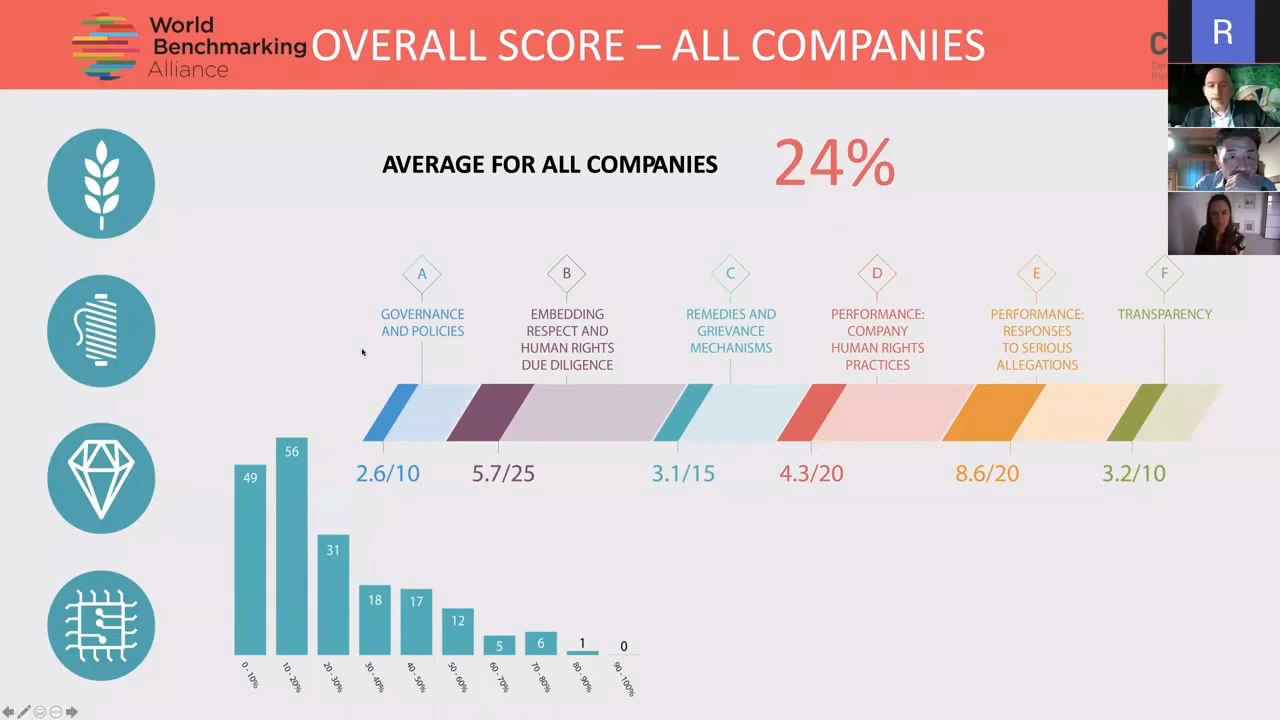 World
Benchmarking
Alliance
OVERALL SCORE – ALL COMPANIES
R
AVERAGE FOR ALL COMPANIES 24%
A
GOVERNANCE
AND POLICIES
B
EMBEDDING
RESPECT AND
HUMAN RIGHTS
DUE DILIGENCE
C
REMEDIES AND
GRIEVANCE
MECHANISMS
D
PERFORMANCE:
COMPANY
HUMAN RIGHTS
PRACTICES
E
PERFORMANCE:
RESPONSES
TO SERIOUS
ALLEGATIONS
F
TRANSPARENCY
2.6/10 5.7/25 3.1/15 4.3/20 8.6/20 3.2/10
49 56 31 18 17 12 5 6 1 0
0 - 10%
10 - 20%
20 - 30%
30 - 40%
40 - 50%
50 - 60%
60 - 70%
70 - 80%
80 - 90%
90 - 100%